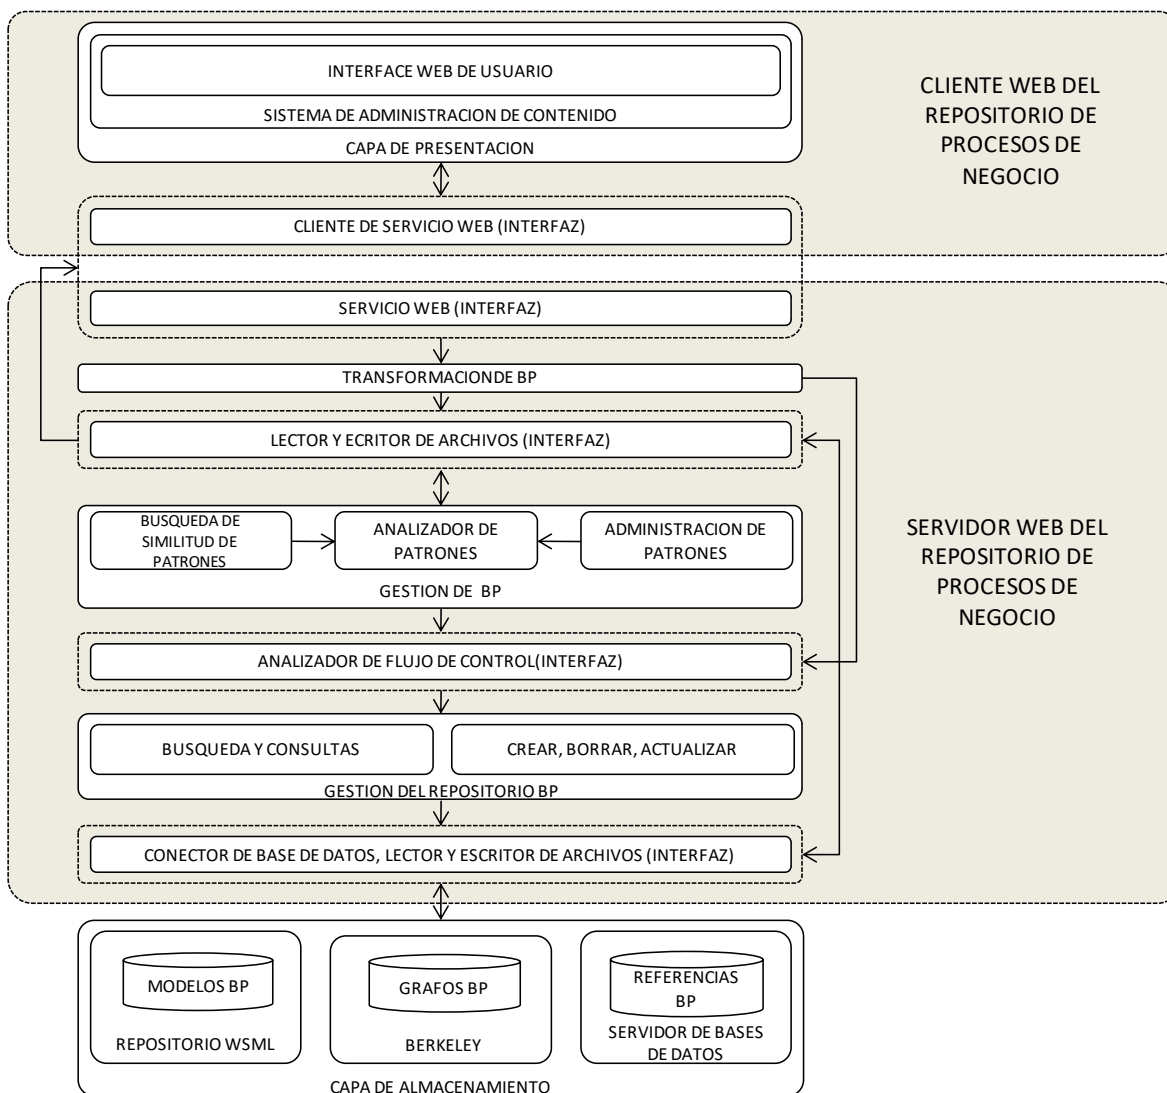 INTERFACE WEB DE USUARIO
SISTEMA DE ADMINISTRACION DE CONTENIDO
CAPA DE PRESENTACION
CLIENTE WEB DEL
REPOSITORIO DE
PROCESOS DE
NEGOCIO
CLIENTE DE SERVICIO WEB (INTERFAZ)
SERVICIO WEB (INTERFAZ)
TRANSFORMACIONDE BP
LECTOR Y ECRITOR DE ARCHIVOS (INTERFAZ)
BUSQUEDA DE
SIMILITUD DE
PATRONES
ANALIZADOR DE
PATRONES
ADMINISTRACION DE
PATRONES
GESTION DE BP
SERVIDOR WEB DEL
REPOSITORIO DE
PROCESOS DE
NEGOCIO
ANALIZADOR DE FLUJO DE CONTROL(INTERFAZ)
BUSQUEDA Y CONSULTAS
CREAR, BORRAR, ACTUALIZAR
GESTION DEL REPOSITORIO BP
CONECTOR DE BASE DE DATOS, LECTOR Y ESCRITOR DE ARCHIVOS (INTERFAZ)
MODELOS BP
REPOSITORIO WSML
GRAFOS BP
BERKELEY
REFERENCIAS
BP
SERVIDOR DE BASES
DE DATOS
CAPA DE ALMACENAMIENTO